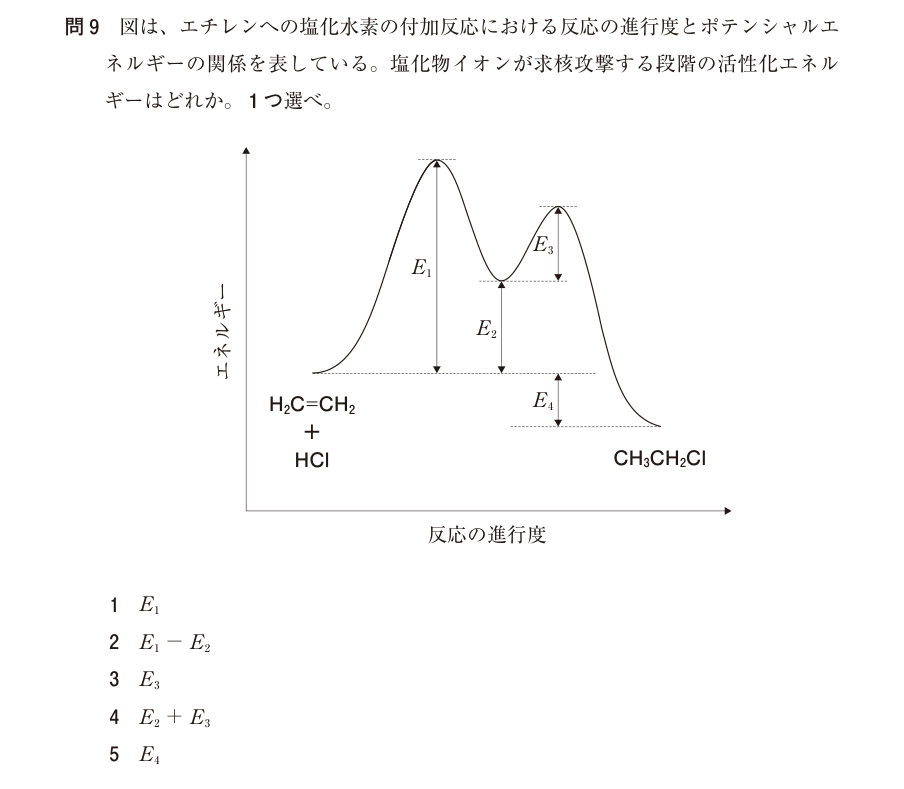 問9 図は、エチレンへの塩化水素の付加反応における反応の進行度とポテンシャルエ
ネルギーの関係を表している。塩化物イオンが求核攻撃する段階の活性化エネル
ギーはどれか。1つ選べ。
エネルギー
E₁
E₂
E₃
E₄
H₂C=CH₂
+
HCl
CH₃CH₂Cl
反応の進行度
1 E₁
2 E₁ − E₂
3 E₃
4 E₂ + E₃
5 E₄